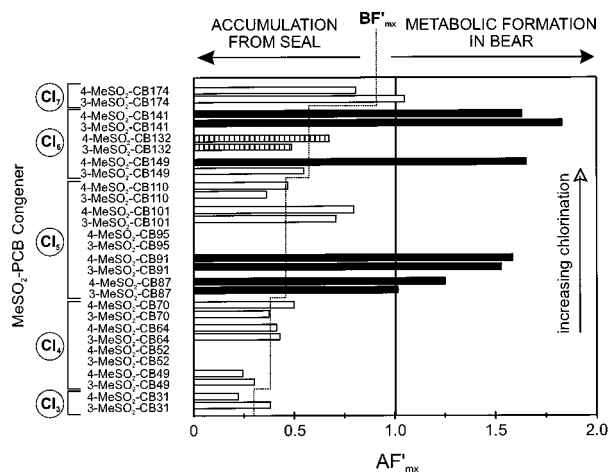 ACCUMULATION FROM SEAL
BF'mx
METABOLIC FORMATION IN BEAR
MeSO2-PCB Congener
Cl7
4-MeSO2-CB174
3-MeSO2-CB174
Cl6
4-MeSO2-CB141
3-MeSO2-CB141
4-MeSO2-CB132
3-MeSO2-CB132
4-MeSO2-CB149
3-MeSO2-CB149
Cl5
4-MeSO2-CB110
3-MeSO2-CB110
4-MeSO2-CB101
3-MeSO2-CB101
4-MeSO2-CB95
3-MeSO2-CB95
4-MeSO2-CB91
3-MeSO2-CB91
4-MeSO2-CB87
3-MeSO2-CB87
Cl4
4-MeSO2-CB70
3-MeSO2-CB70
4-MeSO2-CB64
3-MeSO2-CB64
4-MeSO2-CB52
3-MeSO2-CB52
4-MeSO2-CB49
3-MeSO2-CB49
Cl3
4-MeSO2-CB31
3-MeSO2-CB31
increasing chlorination
0 0.5 1.0 1.5 2.0
AF'mx